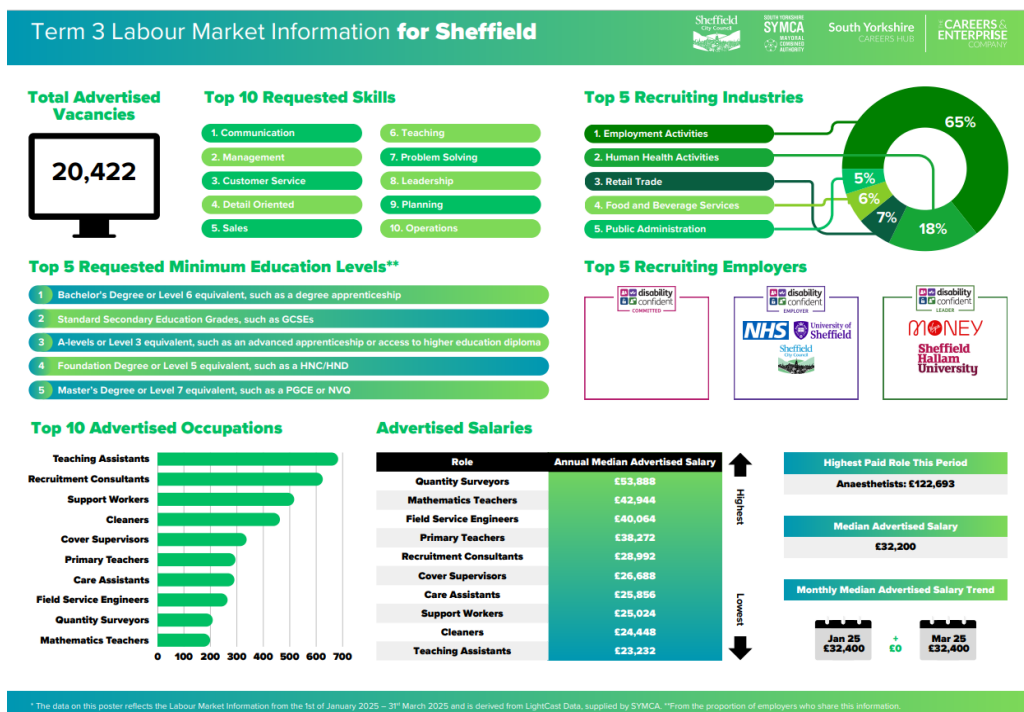 Term 3 Labour Market Information for Sheffield
Sheffield
City Council
SOUTH YORKSHIRE
SYMCA
MAYORAL
COMBINED
AUTHORITY
South Yorkshire
CAREERS HUB
THE CAREERS &
ENTERPRISE
COMPANY
Total Advertised
Vacancies
20,422
Top 10 Requested Skills
1. Communication
2. Management
3. Customer Service
4. Detail Oriented
5. Sales
6. Teaching
7. Problem Solving
8. Leadership
9. Planning
10. Operations
Top 5 Recruiting Industries
1. Employment Activities
2. Human Health Activities
3. Retail Trade
4. Food and Beverage Services
5. Public Administration
65%
5%
6%
7%
18%
Top 5 Requested Minimum Education Levels**
1 Bachelor's Degree or Level 6 equivalent, such as a degree apprenticeship
2 Standard Secondary Education Grades, such as GCSEs
3 A-levels or Level 3 equivalent, such as an advanced apprenticeship or access to higher education diploma
4 Foundation Degree or Level 5 equivalent, such as a HNC/HND
5 Master's Degree or Level 7 equivalent, such as a PGCE or NVQ
Top 5 Recruiting Employers
disability
confident
COMMITTED
disability
confident
EMPLOYER
NHS
University of
Sheffield
Sheffield
City Council
disability
confident
LEADER
Virgin MONEY
Sheffield
Hallam
University
Top 10 Advertised Occupations
Teaching Assistants
Recruitment Consultants
Support Workers
Cleaners
Cover Supervisors
Primary Teachers
Care Assistants
Field Service Engineers
Quantity Surveyors
Mathematics Teachers
0 100 200 300 400 500 600 700
Advertised Salaries
Role Annual Median Advertised Salary
Quantity Surveyors £53,888
Mathematics Teachers £42,944
Field Service Engineers £40,064
Primary Teachers £38,272
Recruitment Consultants £28,992
Cover Supervisors £26,688
Care Assistants £25,856
Support Workers £25,024
Cleaners £24,448
Teaching Assistants £23,232
Highest
Lowest
Highest Paid Role This Period
Anaesthetists: £122,693
Median Advertised Salary
£32,200
Monthly Median Advertised Salary Trend
Jan 25
£32,400
+
£0
Mar 25
£32,400
* The data on this poster reflects the Labour Market Information from the 1st of January 2025 – 31st March 2025 and is derived from LightCast Data, supplied by SYMCA. **From the proportion of employers who share this information.